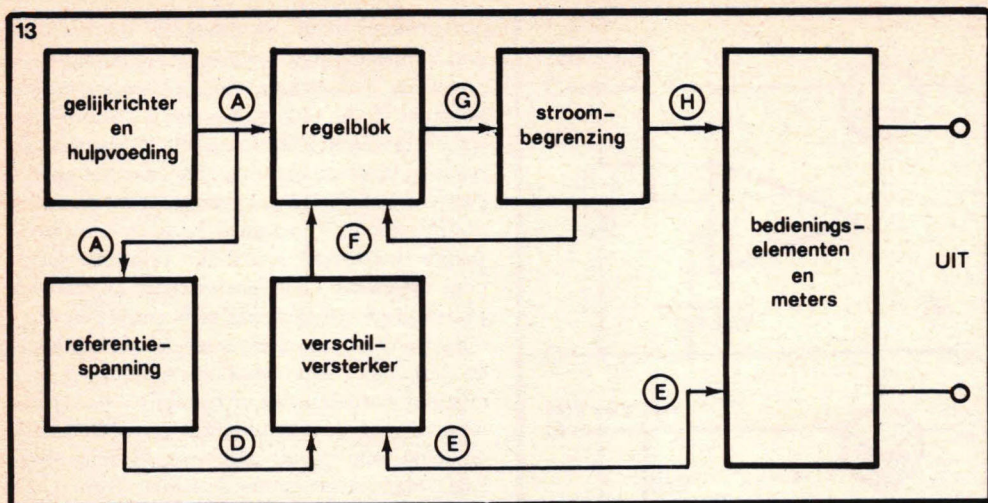 13
gelijkrichter
en
hulpvoeding
A
regelblok
G
stroom-
begrenzing
H
bedienings-
elementen
en
meters
UIT
A
F
referentie-
spanning
verschil-
versterker
E
D
E